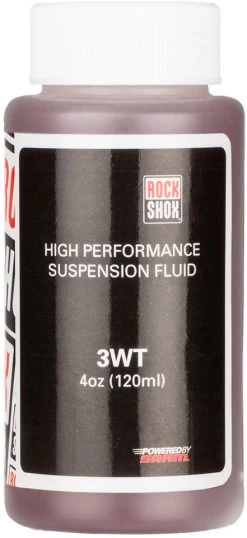 ROCK
SHOX
HIGH PERFORMANCE
SUSPENSION FLUID
3WT
4oz (120ml)
POWERED BY
SRAM